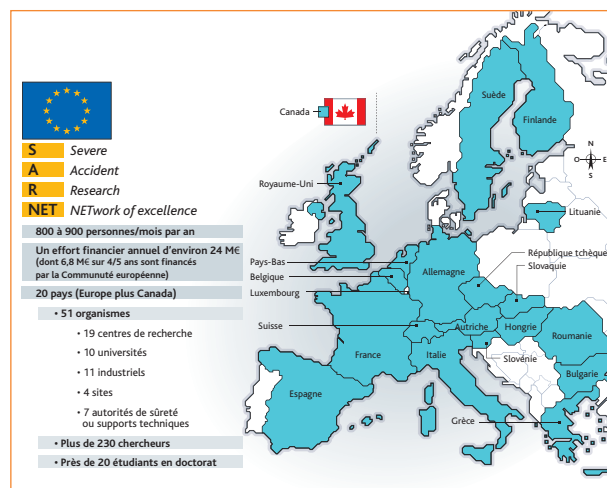 S Severe
A Accident
R Research
NET NETwork of excellence
800 à 900 personnes/mois par an
Un effort financier annuel d'environ 24 M€
(dont 6,8 M€ sur 4/5 ans sont financés
par la Communuté européenne)
20 pays (Europe plus Canada)
• 51 organismes
• 19 centres de recherche
• 10 universités
• 11 industriels
• 4 sites
• 7 autorités de sûreté
ou supports techniques
• Plus de 230 chercheurs
• Près de 20 étudiants en doctorat
Canada
Suède
Finlande
N
O E
S
Royaume-Uni
Lituanie
Pays-Bas
Belgique
Luxembourg
Allemagne
République tchèque
Slovaquie
Suisse
Autriche
Hongrie
Roumanie
France
Italie
Slovénie
Bulgarie
Espagne
Grèce